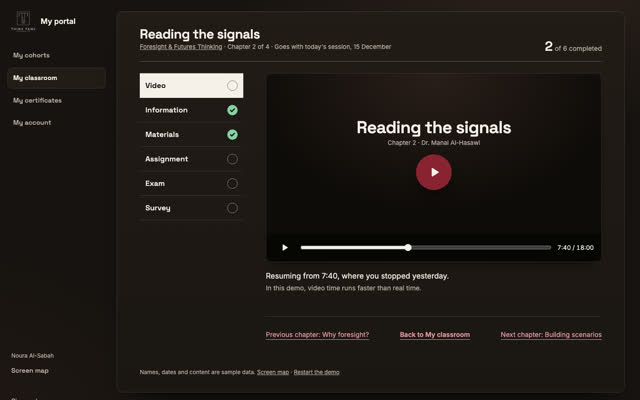 THINK FUNC
My portal
My cohorts
My classroom
My certificates
My account
Noura Al-Sabah
Screen map
Reading the signals
Foresight & Futures Thinking · Chapter 2 of 4 · Goes with today's session, 15 December
2 of 6 completed
Video
Information
Materials
Assignment
Exam
Survey
Reading the signals
Chapter 2 · Dr. Manal Al-Hasawi
7:40 / 18:00
Resuming from 7:40, where you stopped yesterday.
In this demo, video time runs faster than real time.
Previous chapter: Why foresight?
Back to My classroom
Next chapter: Building scenarios
Names, dates and content are sample data. Screen map · Restart the demo